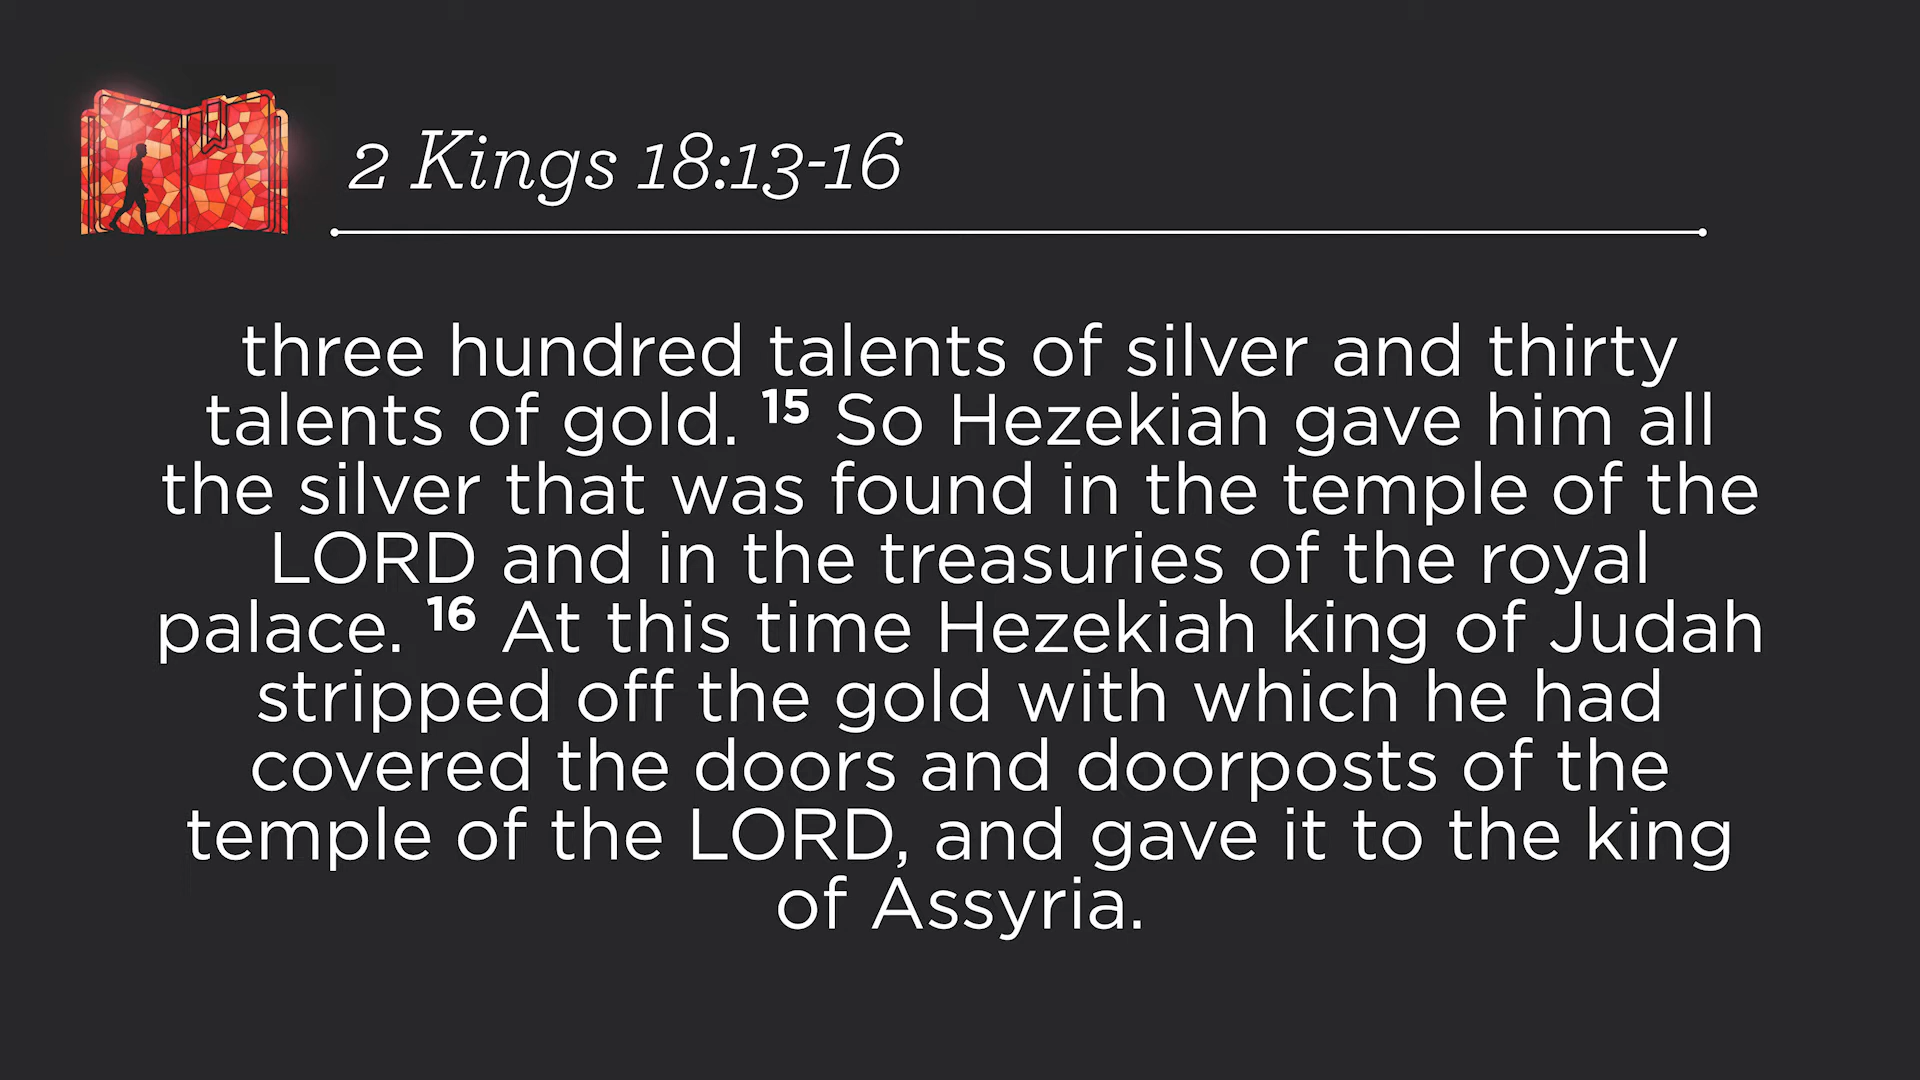 2 Kings 18:13-16
three hundred talents of silver and thirty
talents of gold. 15 So Hezekiah gave him all
the silver that was found in the temple of the
LORD and in the treasuries of the royal
palace. 16 At this time Hezekiah king of Judah
stripped off the gold with which he had
covered the doors and doorposts of the
temple of the LORD, and gave it to the king
of Assyria.